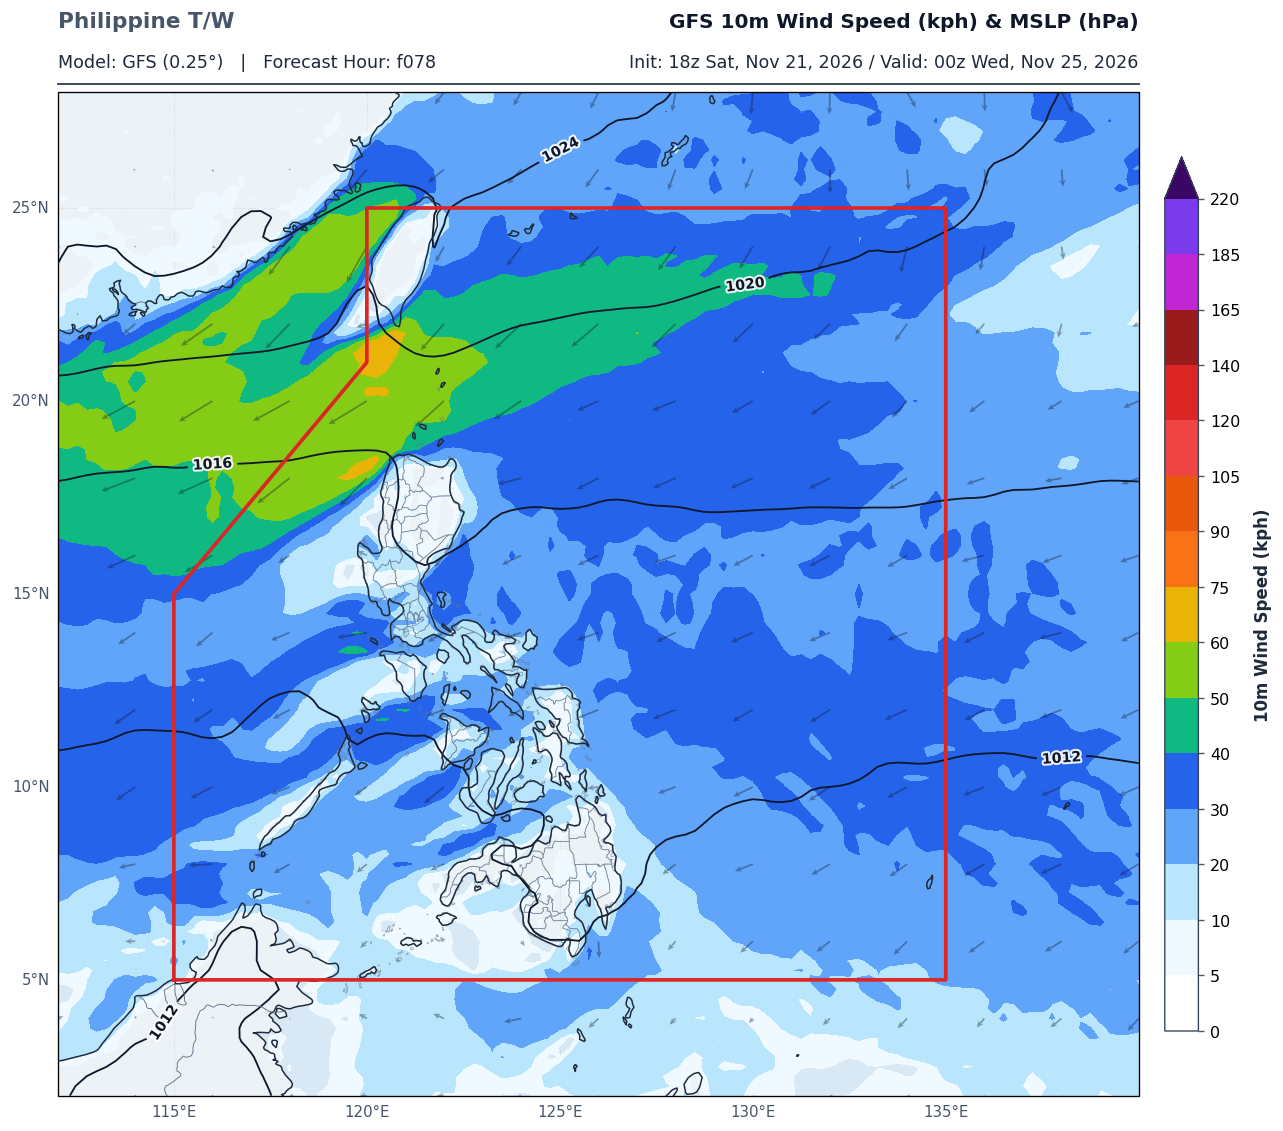 Philippine T/W
GFS 10m Wind Speed (kph) & MSLP (hPa)
Model: GFS (0.25°)   |   Forecast Hour: f078
Init: 18z Sat, Nov 21, 2026 / Valid: 00z Wed, Nov 25, 2026
1024
1020
1016
1012
1012
25°N
20°N
15°N
10°N
5°N
115°E
120°E
125°E
130°E
135°E
220
185
165
140
120
105
90
75
60
50
40
30
20
10
5
0
10m Wind Speed (kph)